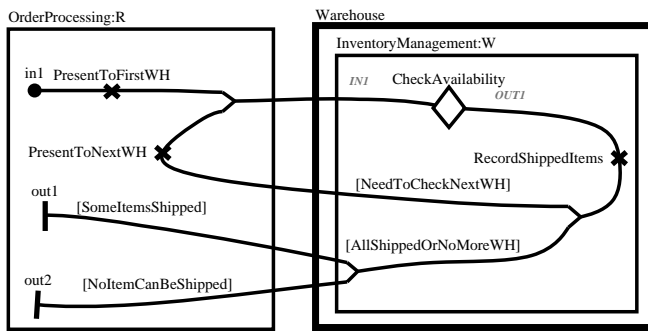 OrderProcessing:R
Warehouse
InventoryManagement:W
in1
PresentToFirstWH
IN1
CheckAvailability
OUT1
PresentToNextWH
RecordShippedItems
[NeedToCheckNextWH]
out1
[SomeItemsShipped]
[AllShippedOrNoMoreWH]
out2
[NoItemCanBeShipped]